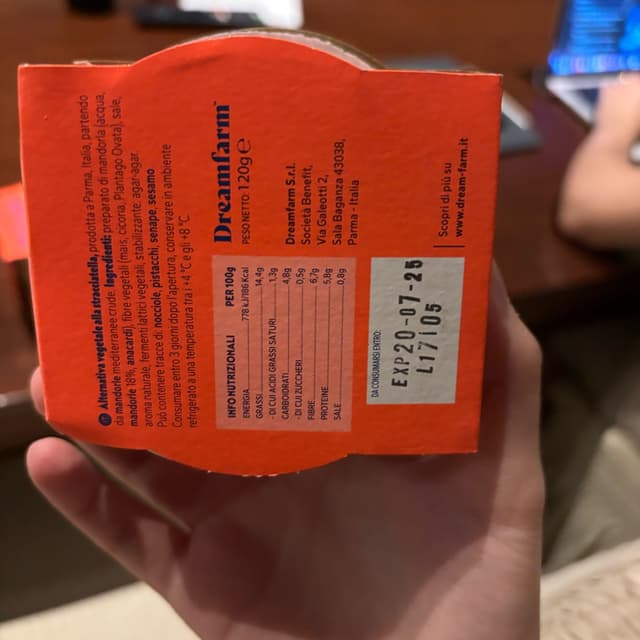 Alternativa vegetale alla stracciatella, prodotta a Parma, Italia, partendo
da mandorle mediterranee crude. Ingredienti: preparato di mandorla (acqua,
mandorle 18%, anacardi), fibre vegetali (mais, cicoria, Plantago Ovata), sale,
aroma naturale, fermenti lattici vegetali, stabilizzante: agar-agar.
Può contenere tracce di: nocciole, pistacchi, senape, sesamo
Consumare entro 3 giorni dopo l'apertura, conservare in ambiente
refrigerato a una temperatura tra i +4 °C e gli +8 °C
Dreamfarm™
PESO NETTO: 120g e
Dreamfarm S.r.l.
Società Benefit,
Via Galeotti 2,
Sala Baganza 43038,
Parma - Italia
Scopri di più su
www.dream-farm.it
INFO NUTRIZIONALI PER 100g
ENERGIA 778 kJ/186 Kcal
GRASSI 14,4g
- DI CUI ACIDI GRASSI SATURI 1,3g
CARBOIDRATI 4,8g
- DI CUI ZUCCHERI 0,5g
FIBRE 6,7g
PROTEINE 5,8g
SALE 0,8g
DA CONSUMARSI ENTRO:
EXP20-07-25
L17105